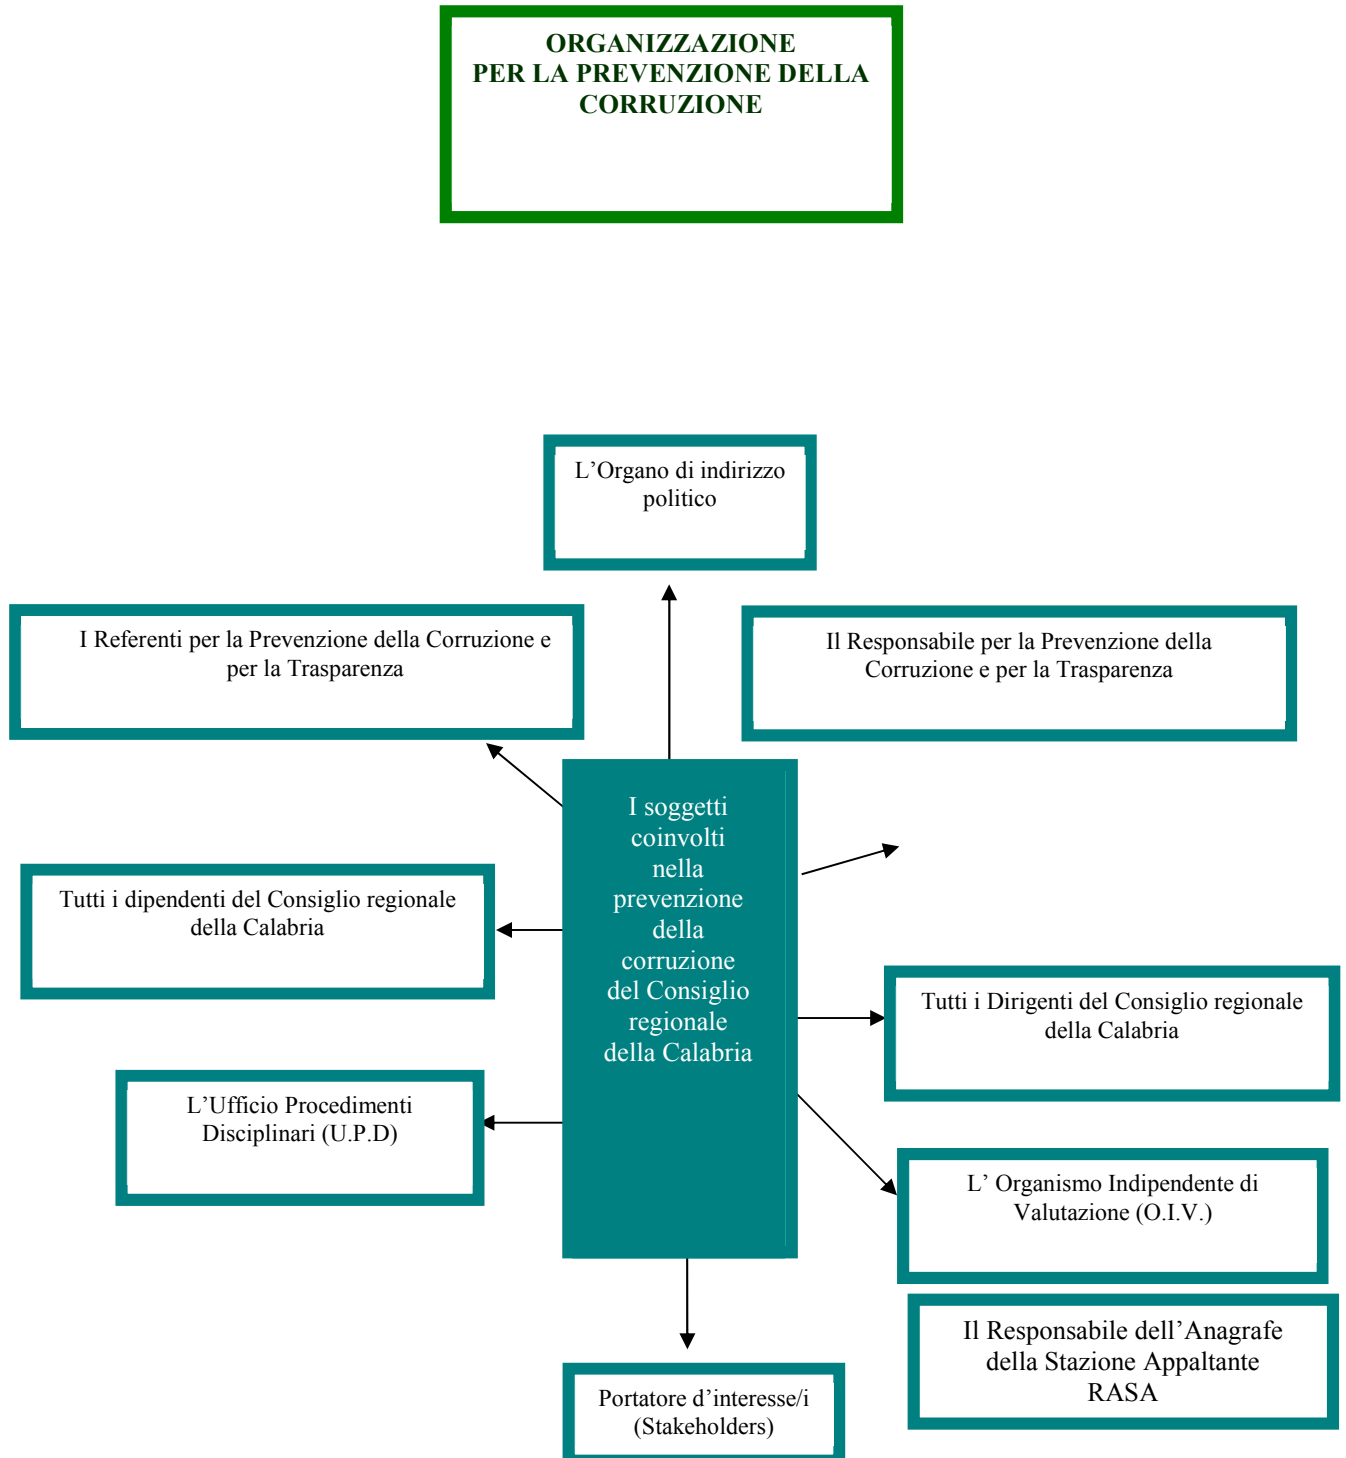 ORGANIZZAZIONE
PER LA PREVENZIONE DELLA
CORRUZIONE
L’Organo di indirizzo
politico
I Referenti per la Prevenzione della Corruzione e
per la Trasparenza
Il Responsabile per la Prevenzione della
Corruzione e per la Trasparenza
I soggetti
coinvolti
nella
prevenzione
della
corruzione
del Consiglio
regionale
della Calabria
Tutti i dipendenti del Consiglio regionale
della Calabria
Tutti i Dirigenti del Consiglio regionale
della Calabria
L’Ufficio Procedimenti
Disciplinari (U.P.D)
L’ Organismo Indipendente di
Valutazione (O.I.V.)
Il Responsabile dell’Anagrafe
della Stazione Appaltante
RASA
Portatore d’interesse/i
(Stakeholders)